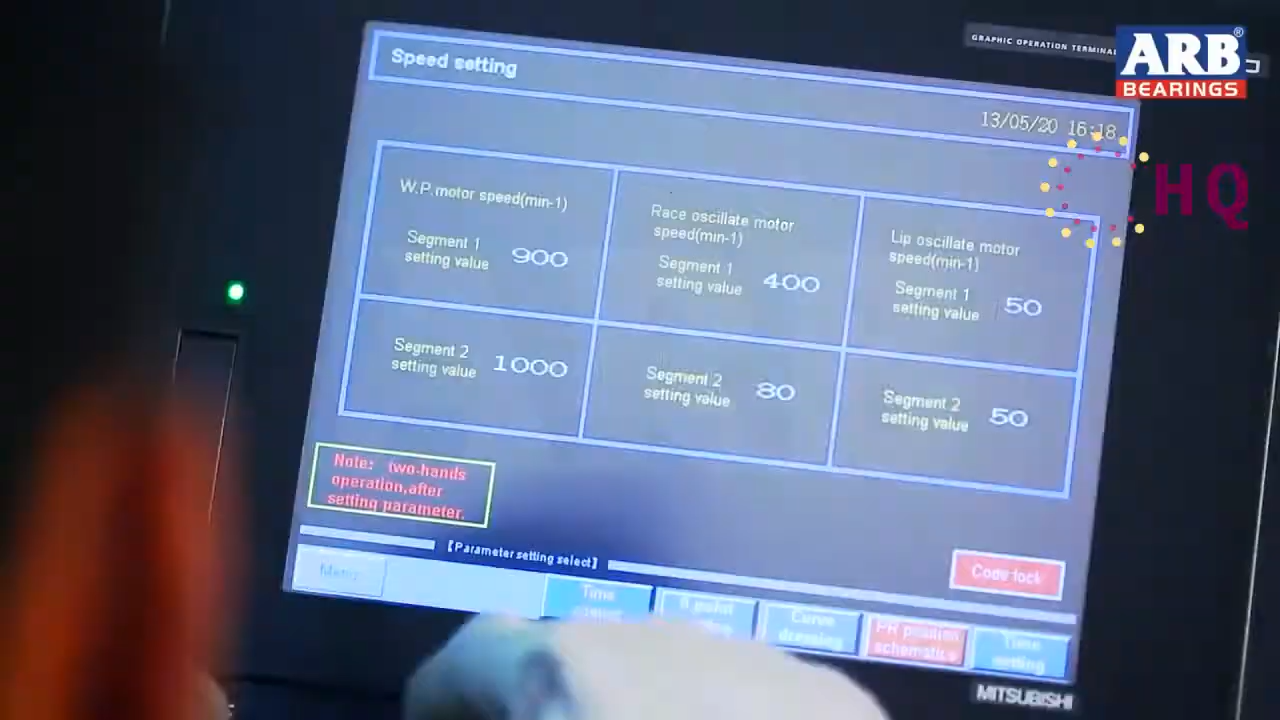 GRAPHIC OPERATION TERMINAL
ARB®
BEARINGS
HQ
Speed setting
13/05/20 16:18
W.P.motor speed(min-1)
Segment 1
setting value
900
Race oscillate motor
speed(min-1)
Segment 1
setting value
400
Lip oscillate motor
speed(min-1)
Segment 1
setting value
50
Segment 2
setting value
1000
Segment 2
setting value
80
Segment 2
setting value
50
Note: two-hands
operation,after
setting parameter.
【Parameter setting select】
Code lock
Menu
Time
point
Curve
dressing
PR position
schematics
Time
setting
MITSUBISHI